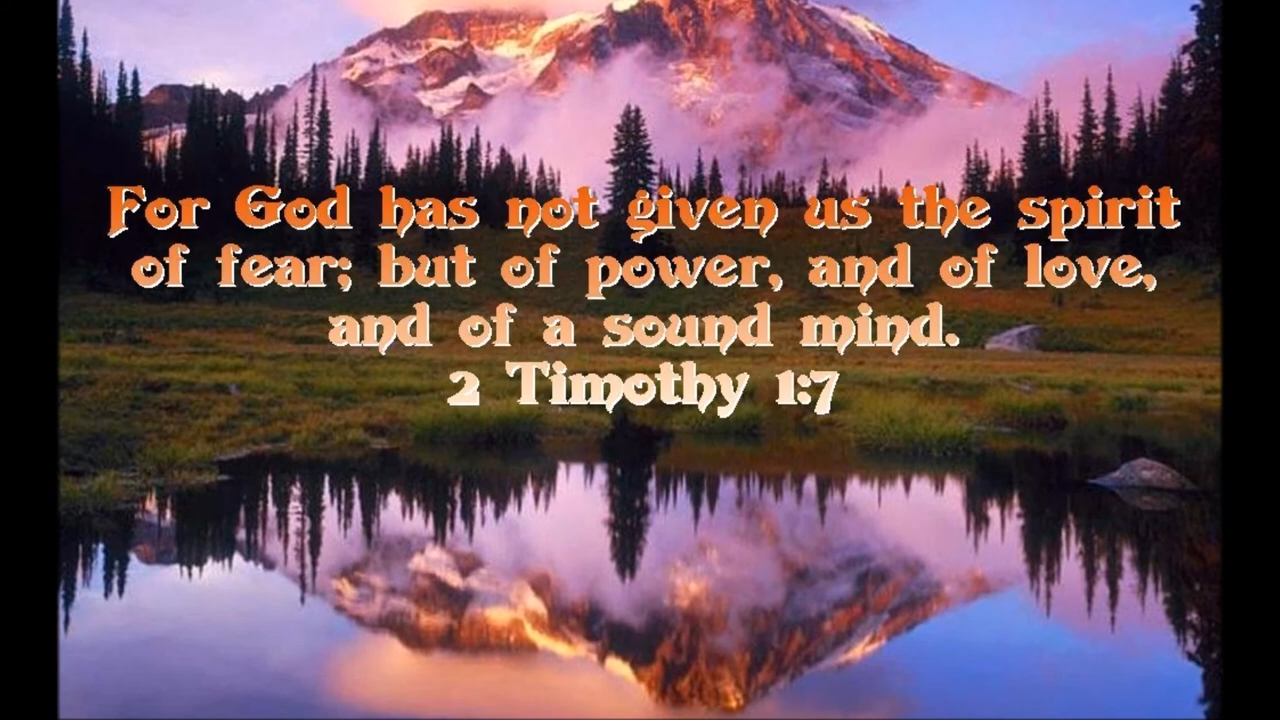 For God has not given us the spirit
of fear; but of power, and of love,
and of a sound mind.
2 Timothy 1:7